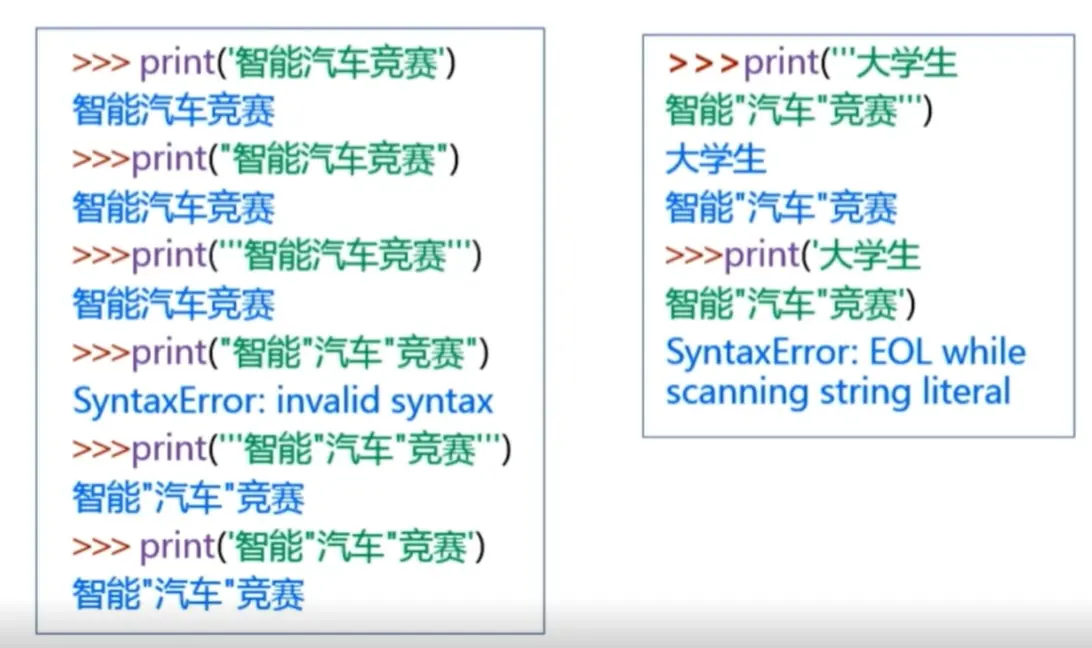 >>> print('智能汽车竞赛')
智能汽车竞赛
>>>print("智能汽车竞赛")
智能汽车竞赛
>>>print('''智能汽车竞赛''')
智能汽车竞赛
>>>print("智能"汽车"竞赛")
SyntaxError: invalid syntax
>>>print('''智能"汽车"竞赛''')
智能"汽车"竞赛
>>> print('智能"汽车"竞赛')
智能"汽车"竞赛
>>>print('''大学生
智能"汽车"竞赛''')
大学生
智能"汽车"竞赛
>>>print('大学生
智能"汽车"竞赛')
SyntaxError: EOL while
scanning string literal